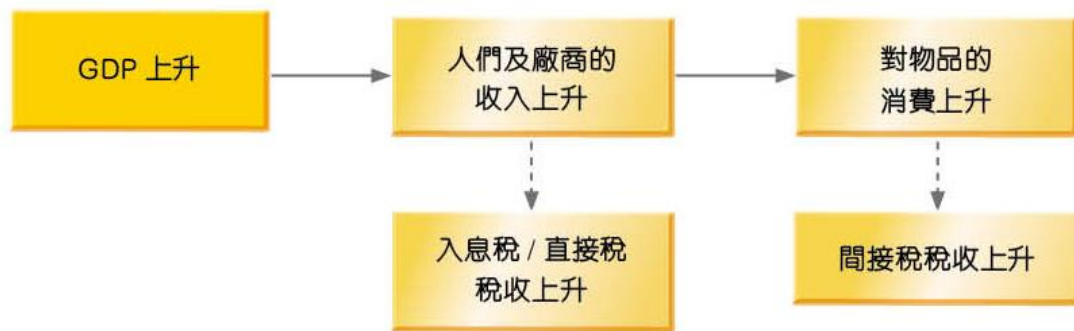 GDP 上升
人們及廠商的
收入上升
對物品的
消費上升
入息稅 / 直接稅
稅收上升
間接稅稅收上升